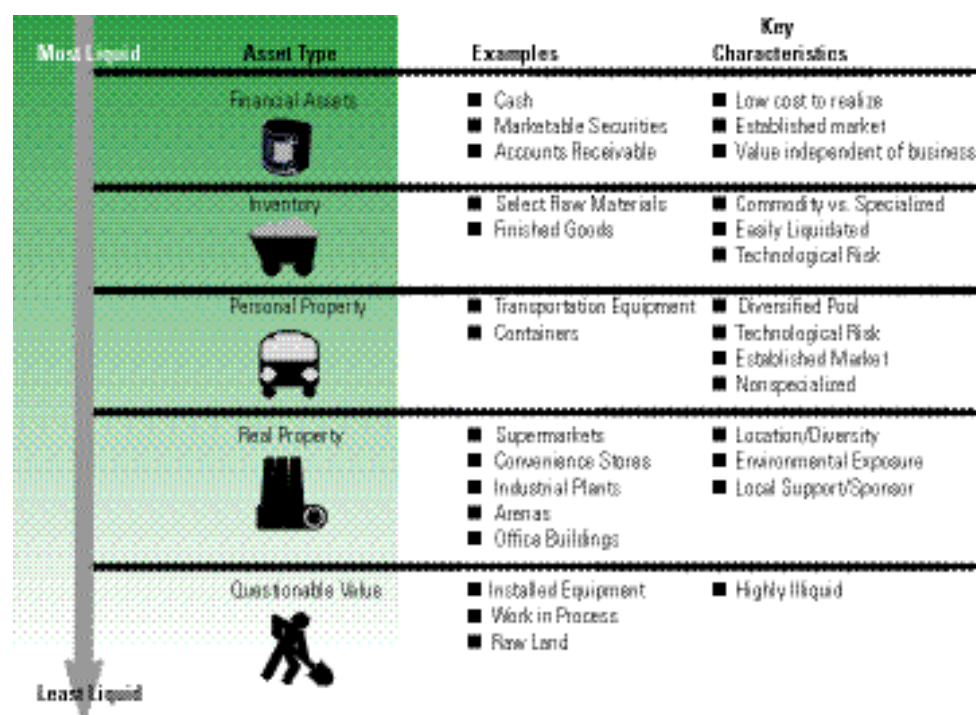 Key
Most Liquid Asset Type Examples Characteristics
Financial Assets ■ Cash ■ Low cost to realize
■ Marketable Securities ■ Established market
■ Accounts Receivable ■ Value independent of business
Inventory ■ Select Raw Materials ■ Commodity vs. Specialized
■ Finished Goods ■ Easily Liquidated
■ Technological Risk
Personal Property ■ Transportation Equipment ■ Diversified Pool
■ Containers ■ Technological Risk
■ Established Market
■ Nonspecialized
Real Property ■ Supermarkets ■ Location/Diversity
■ Convenience Stores ■ Environmental Exposure
■ Industrial Plants ■ Local Support/Sponsor
■ Arenas
■ Office Buildings
Questionable Value ■ Installed Equipment ■ Highly Illiquid
■ Work in Process
■ Raw Land
Least Liquid